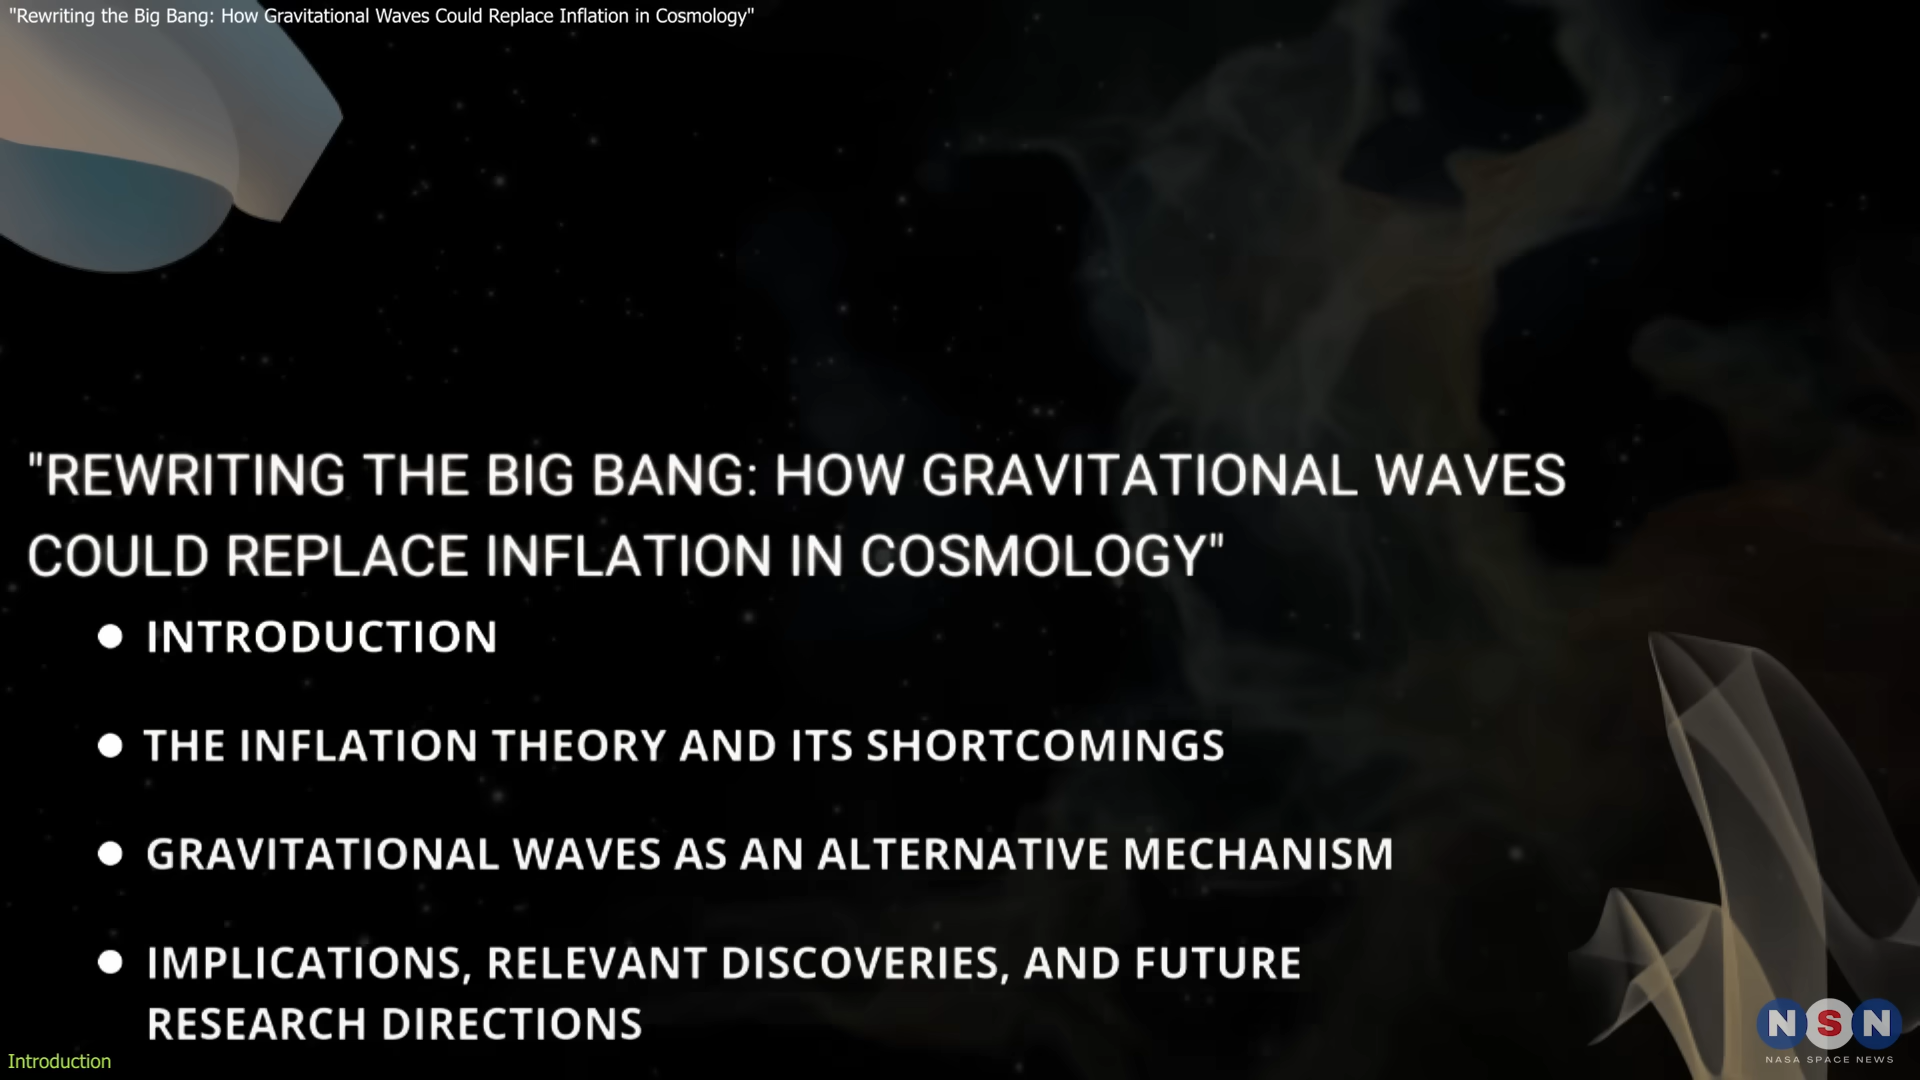 "Rewriting the Big Bang: How Gravitational Waves Could Replace Inflation in Cosmology"
"REWRITING THE BIG BANG: HOW GRAVITATIONAL WAVES
COULD REPLACE INFLATION IN COSMOLOGY"
● INTRODUCTION
● THE INFLATION THEORY AND ITS SHORTCOMINGS
● GRAVITATIONAL WAVES AS AN ALTERNATIVE MECHANISM
● IMPLICATIONS, RELEVANT DISCOVERIES, AND FUTURE
RESEARCH DIRECTIONS
NSN
NASA SPACE NEWS
Introduction